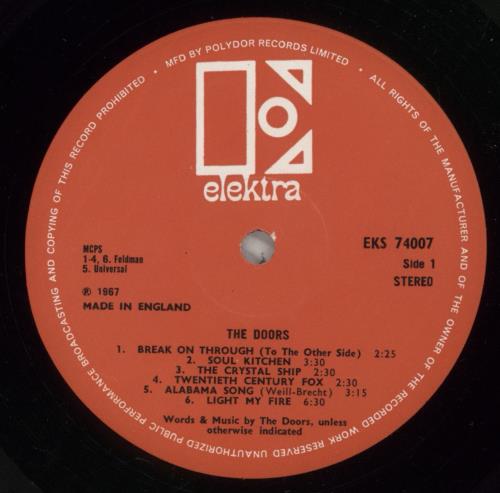 MFD BY POLYDOR RECORDS LIMITED • ALL RIGHTS OF THE MANUFACTURER AND OF THE OWNER OF THE RECORDED WORK RESERVED UNAUTHORIZED PUBLIC PERFORMANCE BROADCASTING AND COPYING OF THIS RECORD PROHIBITED •
elektra
MCPS
1-4, 6. Feldman
5. Universal
℗ 1967
MADE IN ENGLAND
EKS 74007
Side 1
STEREO
THE DOORS
1. BREAK ON THROUGH (To The Other Side) 2:25
2. SOUL KITCHEN 3:30
3. THE CRYSTAL SHIP 2:30
4. TWENTIETH CENTURY FOX 2:30
5. ALABAMA SONG (Weill-Brecht) 3:15
6. LIGHT MY FIRE 6:30
Words & Music by The Doors, unless
otherwise indicated